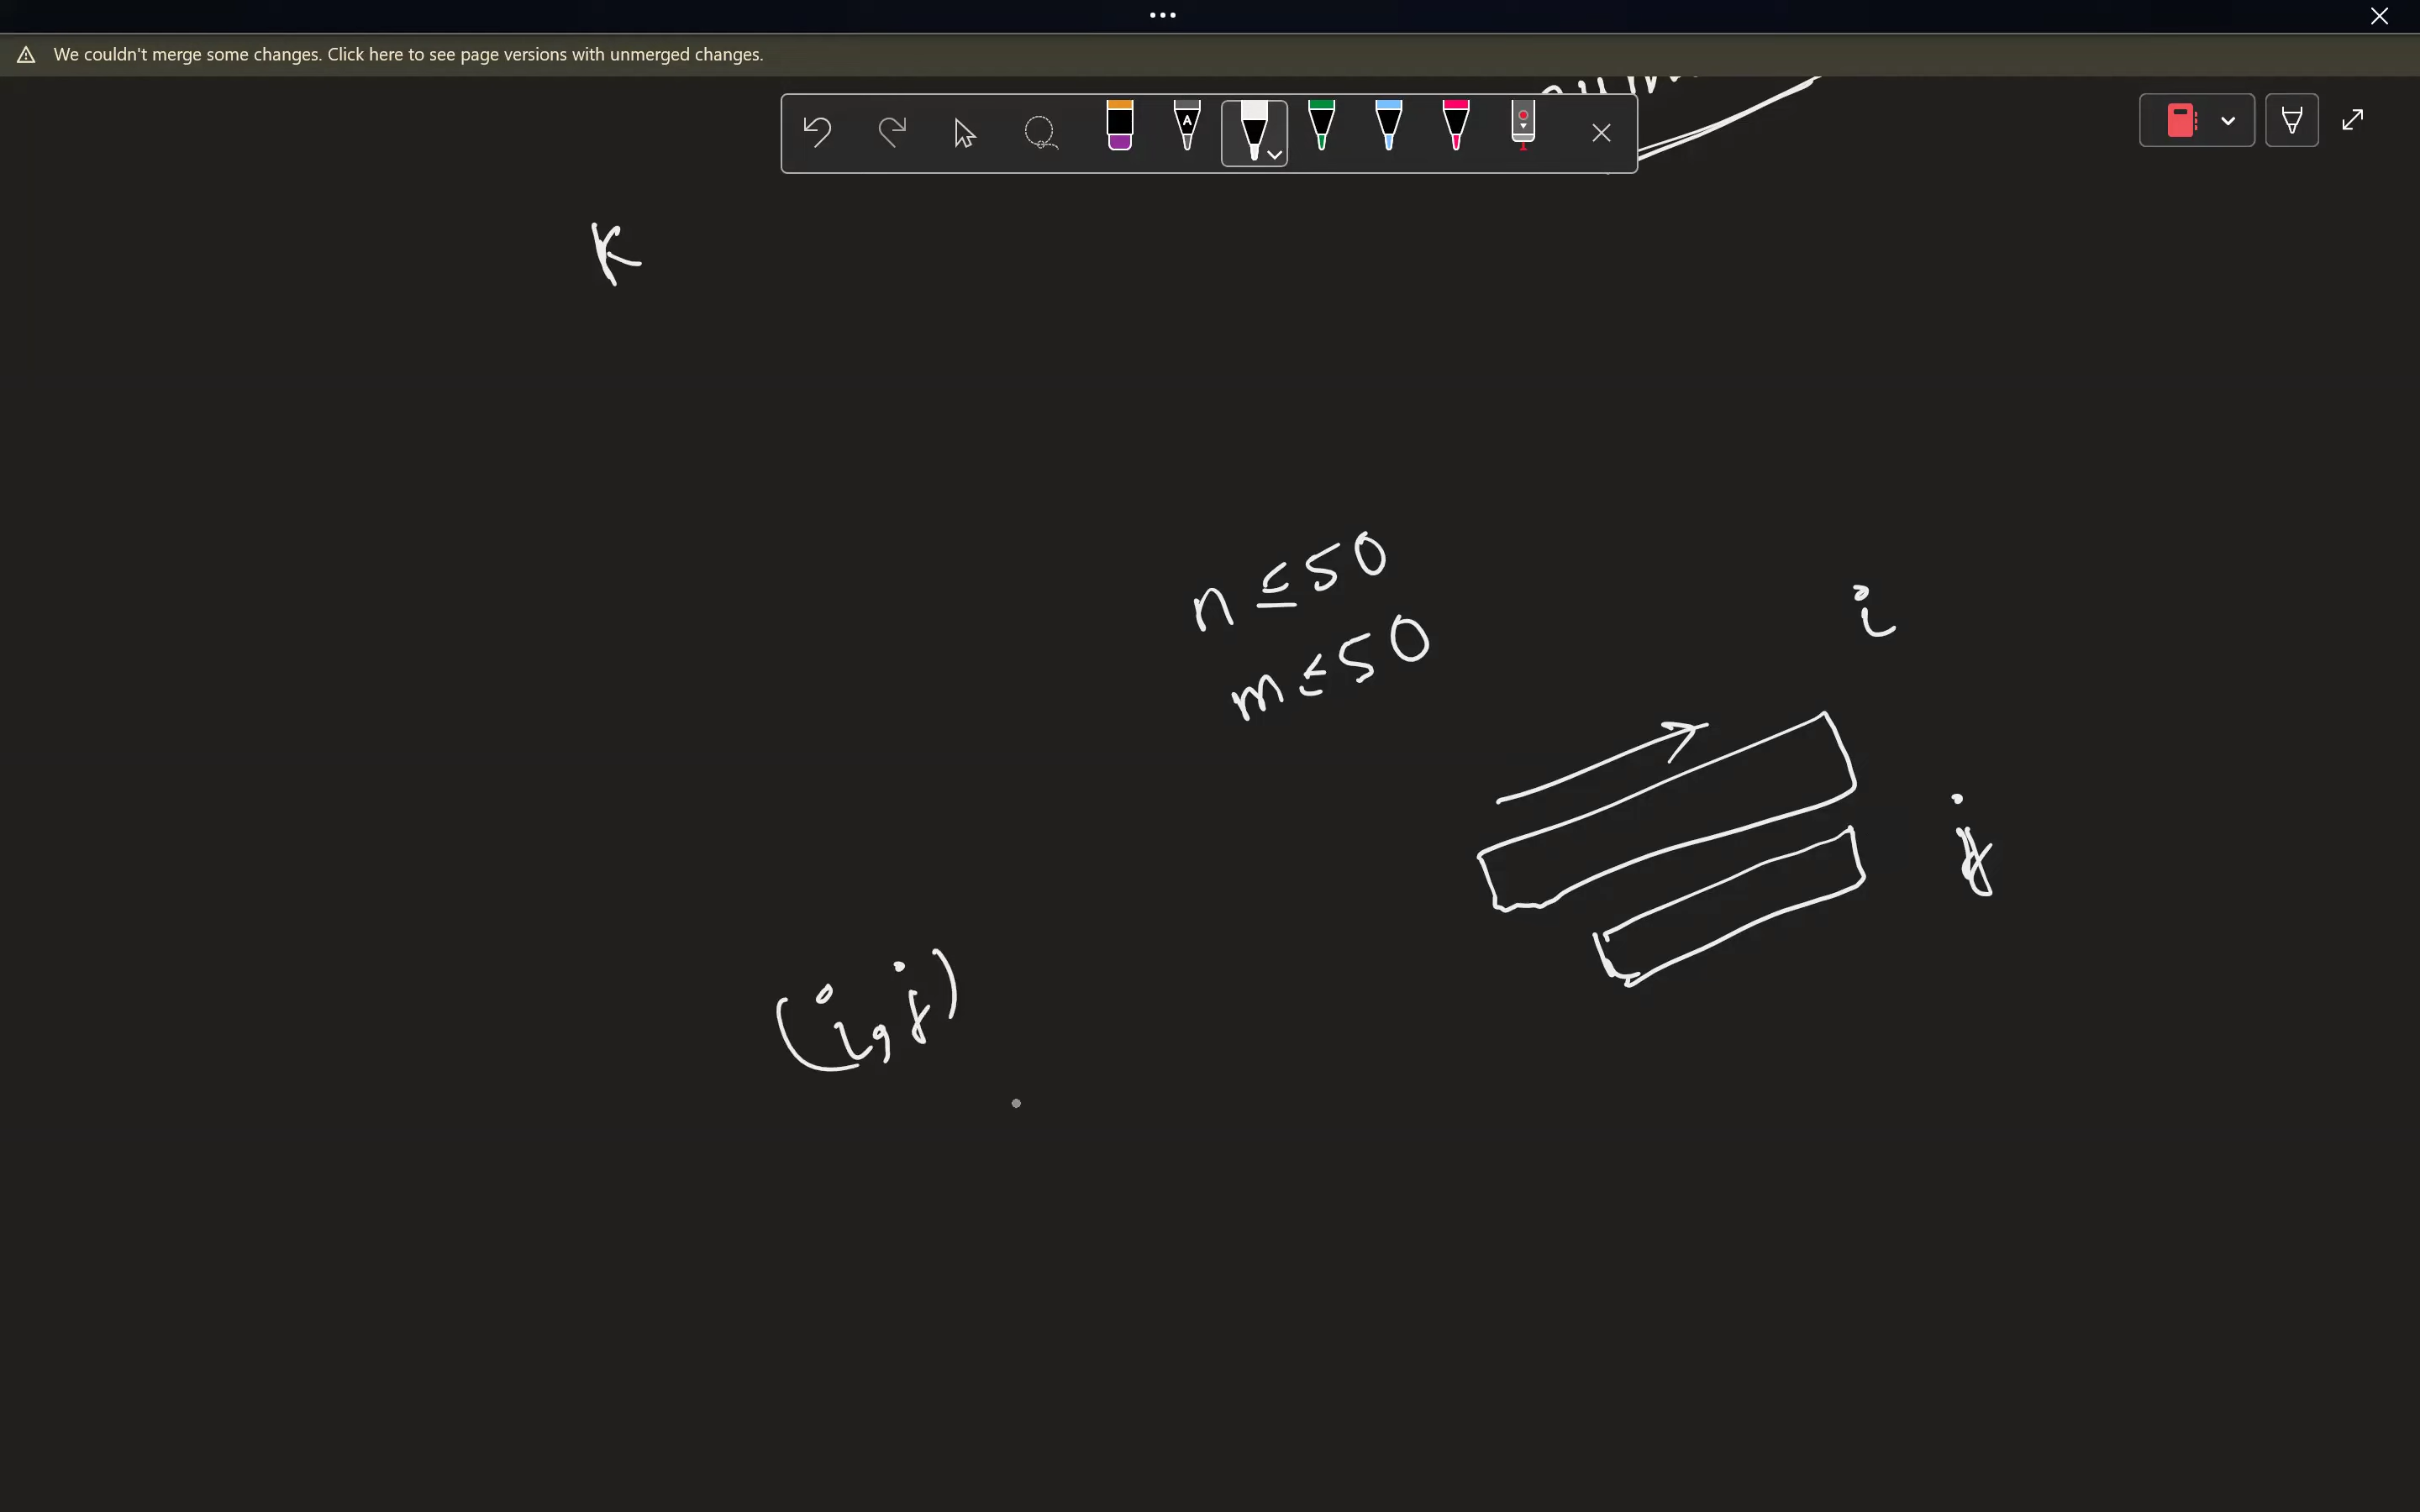 We couldn't merge some changes. Click here to see page versions with unmerged changes.
A
K
n ≤ 50
m ≤ 50
i
j
(i, j)